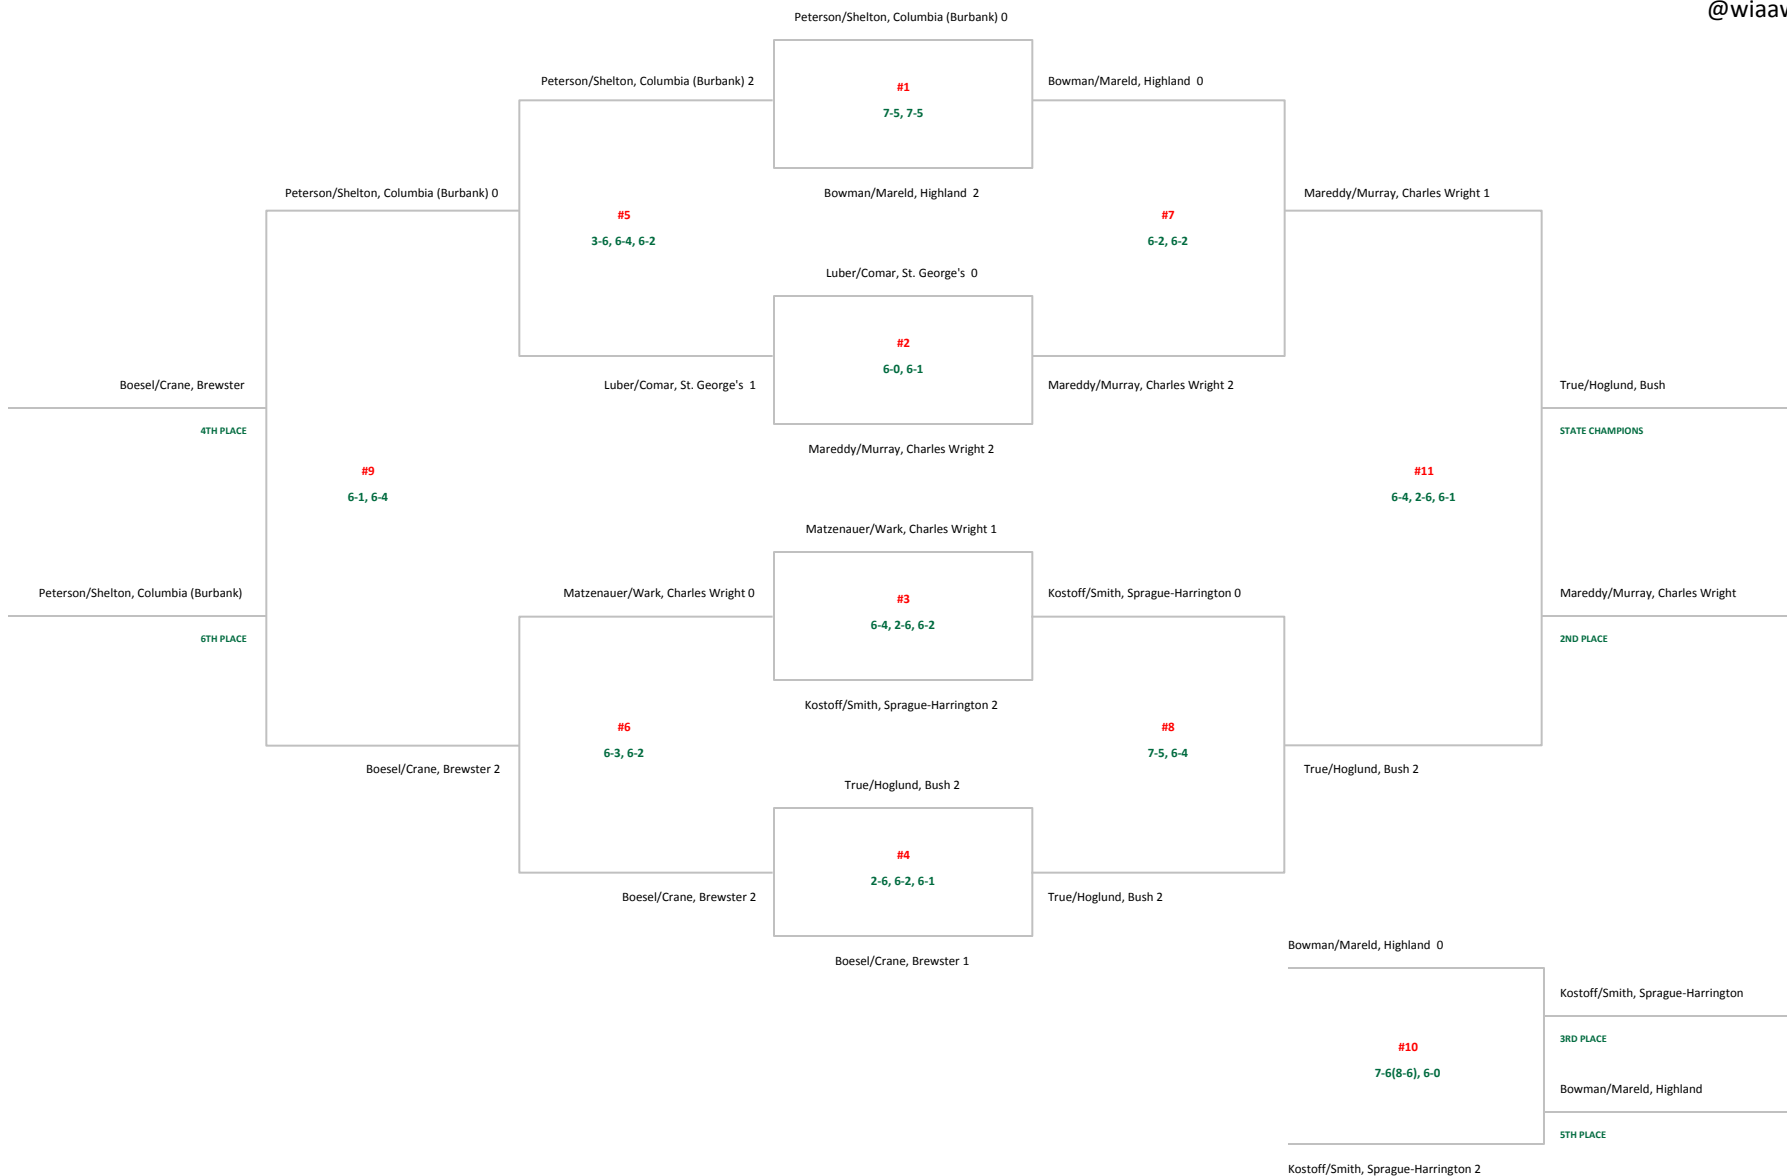 @wiaaw
Peterson/Shelton, Columbia (Burbank) 0
Peterson/Shelton, Columbia (Burbank) 2
#1
Bowman/Mareld, Highland 0
7-5, 7-5
Peterson/Shelton, Columbia (Burbank) 0
Bowman/Mareld, Highland 2
Mareddy/Murray, Charles Wright 1
#5
#7
3-6, 6-4, 6-2
6-2, 6-2
Luber/Comar, St. George's 0
#2
6-0, 6-1
Boesel/Crane, Brewster
Luber/Comar, St. George's 1
Mareddy/Murray, Charles Wright 2
True/Hoglund, Bush
4TH PLACE
STATE CHAMPIONS
Mareddy/Murray, Charles Wright 2
#9
#11
6-1, 6-4
6-4, 2-6, 6-1
Matzenauer/Wark, Charles Wright 1
Peterson/Shelton, Columbia (Burbank)
Matzenauer/Wark, Charles Wright 0
#3
Kostoff/Smith, Sprague-Harrington 0
Mareddy/Murray, Charles Wright
6-4, 2-6, 6-2
6TH PLACE
2ND PLACE
Kostoff/Smith, Sprague-Harrington 2
#6
#8
6-3, 6-2
7-5, 6-4
Boesel/Crane, Brewster 2
True/Hoglund, Bush 2
True/Hoglund, Bush 2
#4
2-6, 6-2, 6-1
Boesel/Crane, Brewster 2
True/Hoglund, Bush 2
Bowman/Mareld, Highland 0
Boesel/Crane, Brewster 1
Kostoff/Smith, Sprague-Harrington
3RD PLACE
#10
7-6(8-6), 6-0
Bowman/Mareld, Highland
5TH PLACE
Kostoff/Smith, Sprague-Harrington 2